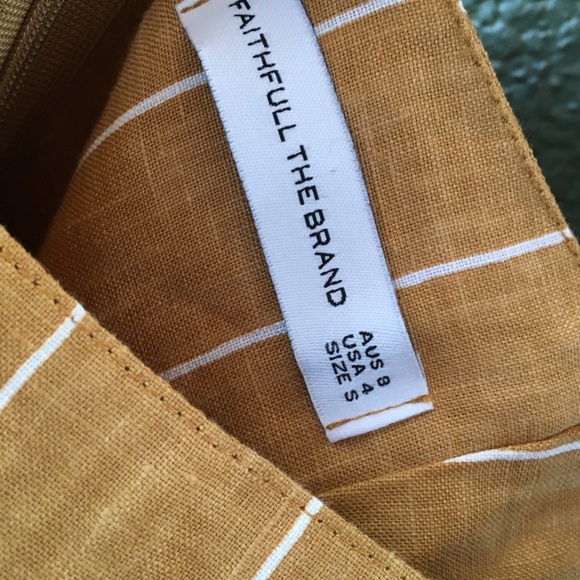 FAITHFULL THE BRAND
AUS 8
USA 4
SIZE S